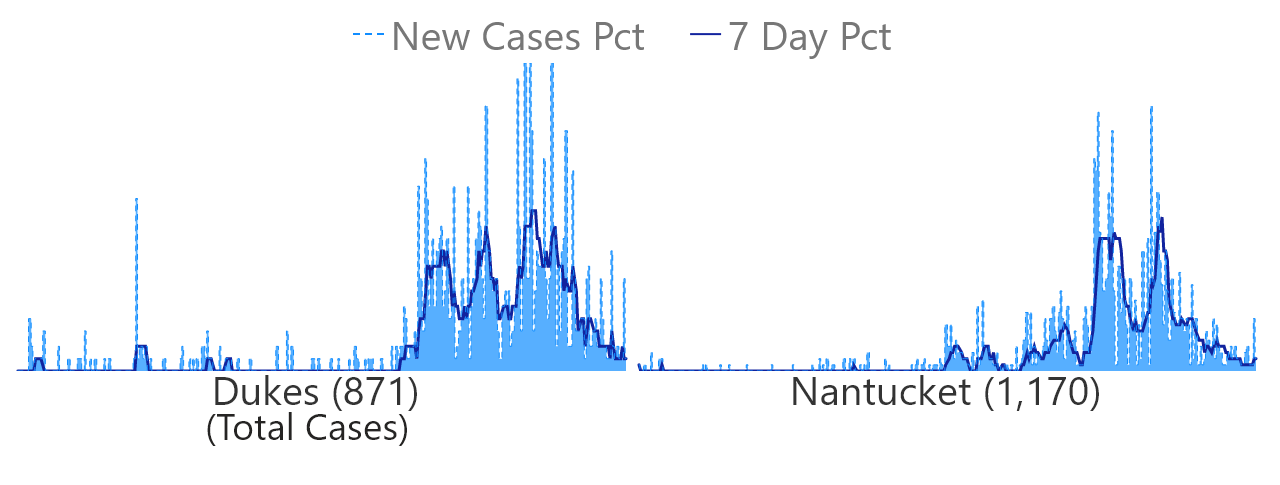 New Cases Pct 7 Day Pct
Dukes (871) Nantucket (1,170)
(Total Cases)